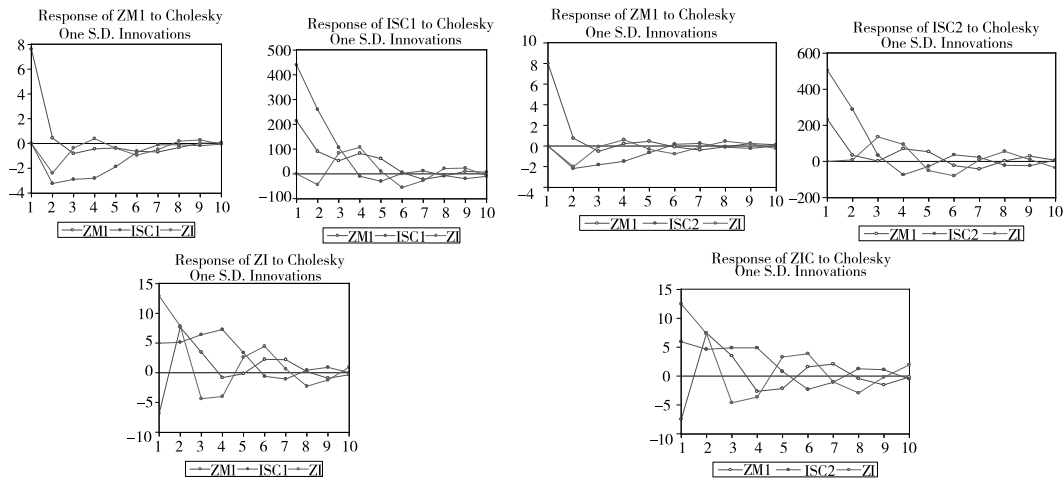 Response of ZM1 to Cholesky
One S.D. Innovations
8
6
4
2
0
−2
−4
1 2 3 4 5 6 7 8 9 10
ZM1 ISC1 ZI
Response of ISC1 to Cholesky
One S.D. Innovations
500
400
300
200
100
0
−100
1 2 3 4 5 6 7 8 9 10
ZM1 ISC1 ZI
Response of ZM1 to Cholesky
One S.D. Innovations
10
8
6
4
2
0
−2
−4
1 2 3 4 5 6 7 8 9 10
ZM1 ISC2 ZI
Response of ISC2 to Cholesky
One S.D. Innovations
600
400
200
0
−200
1 2 3 4 5 6 7 8 9 10
ZM1 ISC2 ZI
Response of ZI to Cholesky
One S.D. Innovations
15
10
5
0
−5
−10
1 2 3 4 5 6 7 8 9 10
ZM1 ISC1 ZI
Response of ZIC to Cholesky
One S.D. Innovations
15
10
5
0
−5
−10
1 2 3 4 5 6 7 8 9 10
ZM1 ISC2 ZI